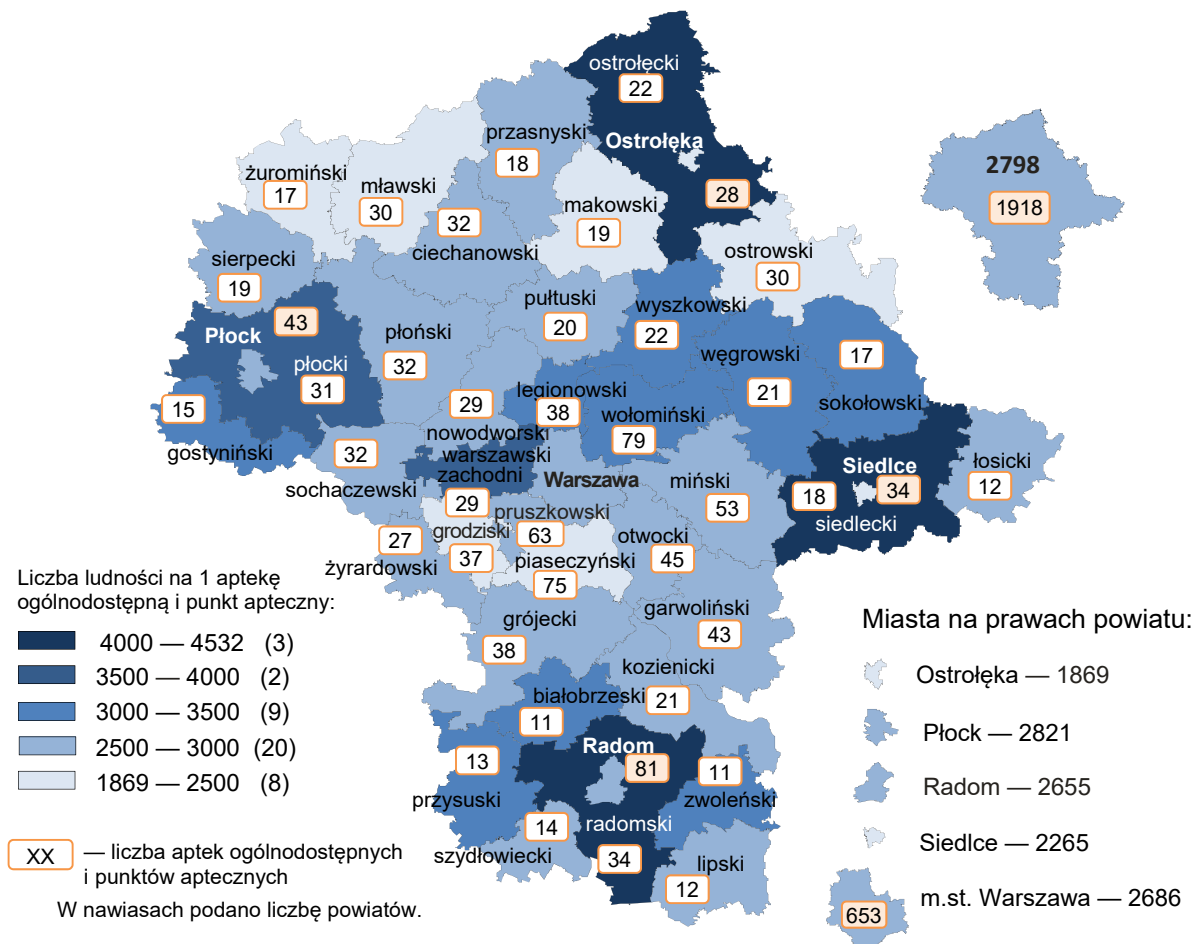 ostrołęcki
22
Ostrołęka
28
przasnyski
18
2798
1918
żuromiński
17
mławski
30
32
ciechanowski
makowski
19
ostrowski
30
sierpecki
19
pułtuski
20
wyszkowski
22
Płock
43
płocki
31
płoński
32
węgrowski
21
17
sokołowski
15
gostyniński
29
nowodworski
legionowski
38
wołomiński
79
32
sochaczewski
warszawski
zachodni
29
Warszawa
miński
53
Siedlce
18
34
siedlecki
łosicki
12
pruszkowski
63
grodziski
37
27
żyrardowski
piaseczyński
75
otwocki
45
garwoliński
43
grójecki
38
kozienicki
21
białobrzeski
11
Radom
81
13
przysuski
11
zwoleński
14
szydłowiecki
radomski
34
lipski
12
Liczba ludności na 1 aptekę
ogólnodostępną i punkt apteczny:
4000 — 4532 (3)
3500 — 4000 (2)
3000 — 3500 (9)
2500 — 3000 (20)
1869 — 2500 (8)
XX — liczba aptek ogólnodostępnych
i punktów aptecznych
W nawiasach podano liczbę powiatów.
Miasta na prawach powiatu:
Ostrołęka — 1869
Płock — 2821
Radom — 2655
Siedlce — 2265
653 m.st. Warszawa — 2686